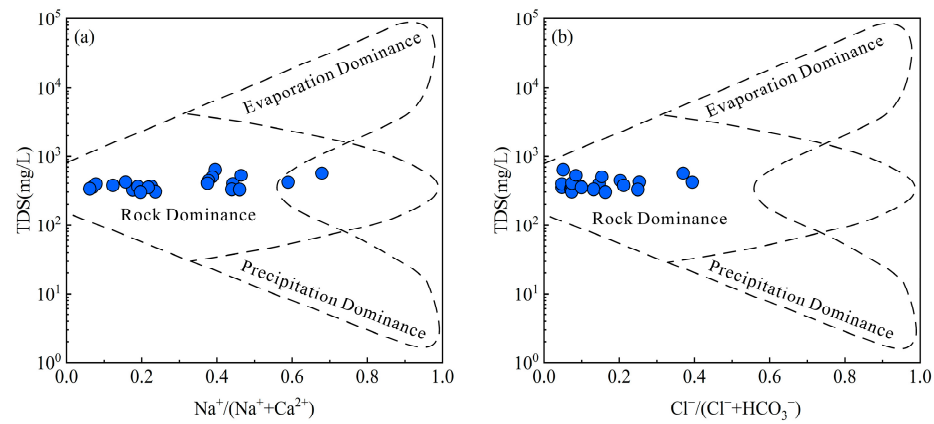 (a)
TDS(mg/L)
10⁵
10⁴
10³
10²
10¹
10⁰
Evaporation Dominance
Rock Dominance
Precipitation Dominance
0.0 0.2 0.4 0.6 0.8 1.0
Na⁺/(Na⁺+Ca²⁺)
(b)
TDS(mg/L)
10⁵
10⁴
10³
10²
10¹
10⁰
Evaporation Dominance
Rock Dominance
Precipitation Dominance
0.0 0.2 0.4 0.6 0.8 1.0
Cl⁻/(Cl⁻+HCO₃⁻)